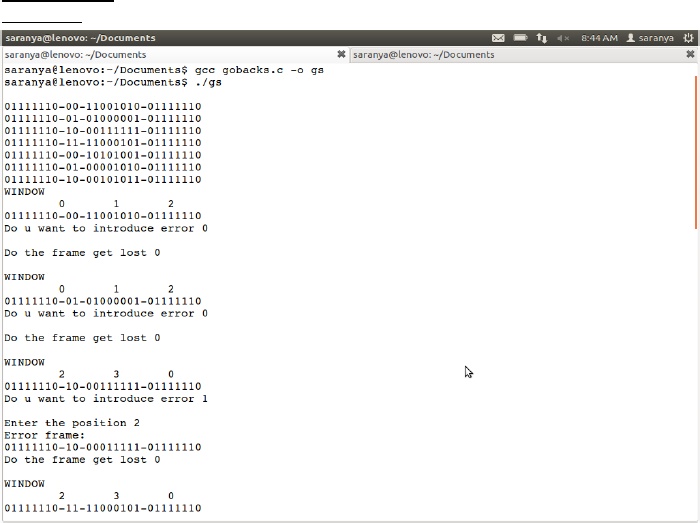 saranya@lenovo: ~/Documents
8:44 AM saranya
saranya@lenovo: ~/Documents
saranya@lenovo: ~/Documents
saranya@lenovo:~/Documents$ gcc gobacks.c -o gs
saranya@lenovo:~/Documents$ ./gs
01111110-00-11001010-01111110
01111110-01-01000001-01111110
01111110-10-00111111-01111110
01111110-11-11000101-01111110
01111110-00-10101001-01111110
01111110-01-00001010-01111110
01111110-10-00101011-01111110
WINDOW
0 1 2
01111110-00-11001010-01111110
Do u want to introduce error 0
Do the frame get lost 0
WINDOW
0 1 2
01111110-01-01000001-01111110
Do u want to introduce error 0
Do the frame get lost 0
WINDOW
2 3 0
01111110-10-00111111-01111110
Do u want to introduce error 1
Enter the position 2
Error frame:
01111110-10-00011111-01111110
Do the frame get lost 0
WINDOW
2 3 0
01111110-11-11000101-01111110